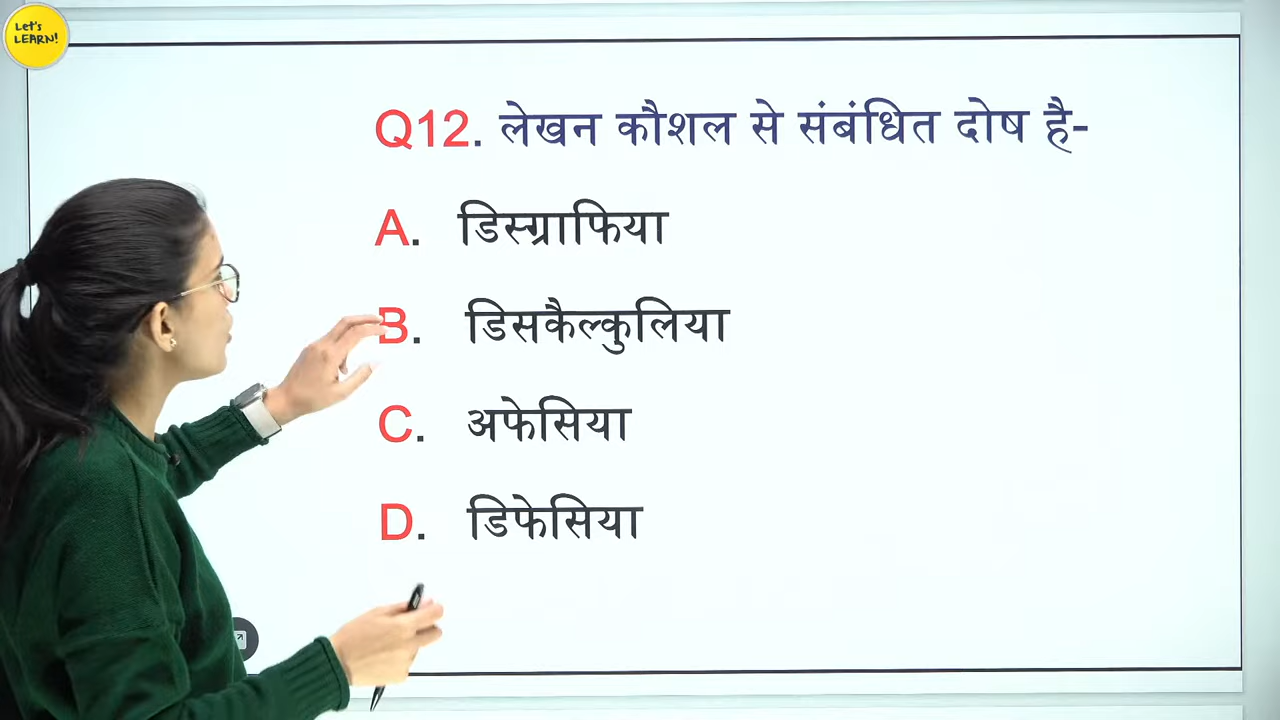 Let's
LEARN!
Q12. लेखन कौशल से संबंधित दोष है-
A. डिस्ग्राफिया
B. डिसकैल्कुलिया
C. अफेसिया
D. डिफेसिया